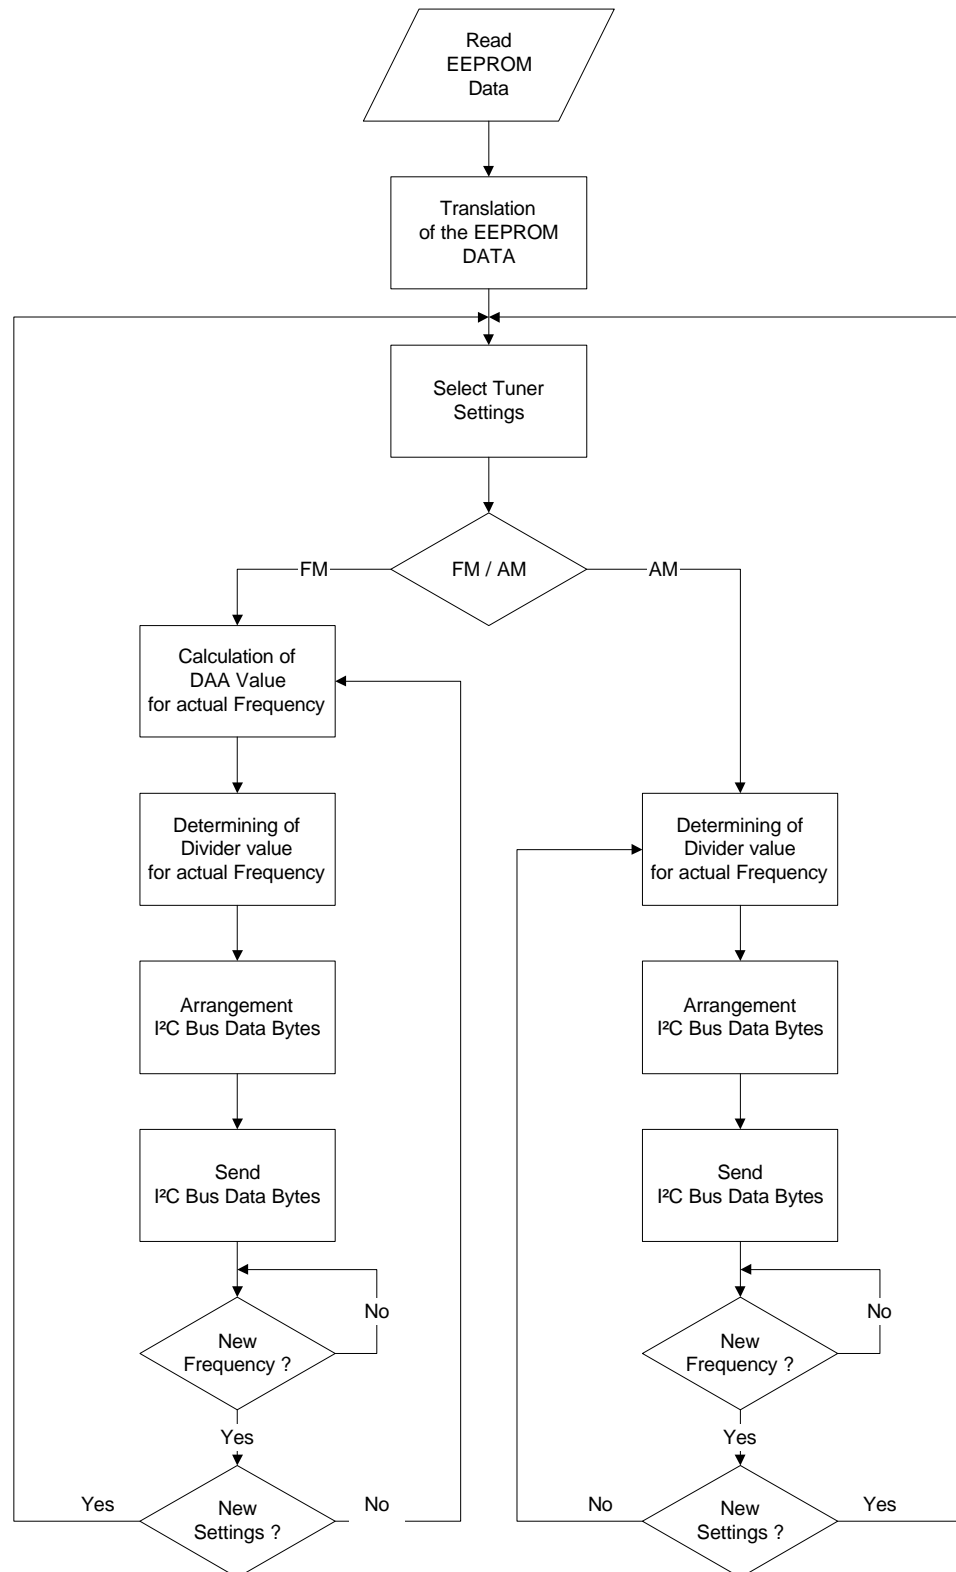 Read
EEPROM
Data
Translation
of the EEPROM
DATA
Select Tuner
Settings
FM
FM / AM
AM
Calculation of
DAA Value
for actual Frequency
Determining of
Divider value
for actual Frequency
Determining of
Divider value
for actual Frequency
Arrangement
I²C Bus Data Bytes
Arrangement
I²C Bus Data Bytes
Send
I²C Bus Data Bytes
Send
I²C Bus Data Bytes
No
New
Frequency ?
No
New
Frequency ?
Yes
Yes
Yes
New
Settings ?
No
No
New
Settings ?
Yes